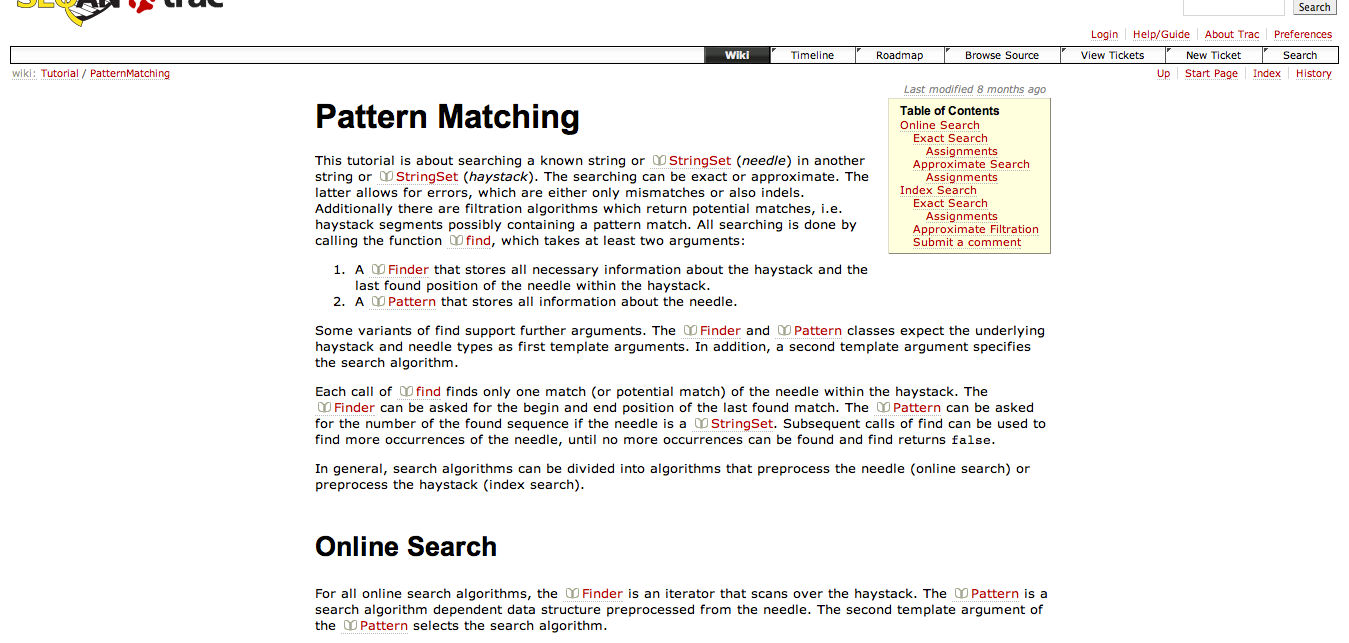 SEQAN trac
Search
Login Help/Guide About Trac Preferences
Wiki Timeline Roadmap Browse Source View Tickets New Ticket Search
wiki: Tutorial / PatternMatching
Up Start Page Index History
Last modified 8 months ago
Pattern Matching
Table of Contents
Online Search
Exact Search
Assignments
Approximate Search
Assignments
Index Search
Exact Search
Assignments
Approximate Filtration
Submit a comment
This tutorial is about searching a known string or StringSet (needle) in another
string or StringSet (haystack). The searching can be exact or approximate. The
latter allows for errors, which are either only mismatches or also indels.
Additionally there are filtration algorithms which return potential matches, i.e.
haystack segments possibly containing a pattern match. All searching is done by
calling the function find, which takes at least two arguments:
1. A Finder that stores all necessary information about the haystack and the
last found position of the needle within the haystack.
2. A Pattern that stores all information about the needle.
Some variants of find support further arguments. The Finder and Pattern classes expect the underlying
haystack and needle types as first template arguments. In addition, a second template argument specifies
the search algorithm.
Each call of find finds only one match (or potential match) of the needle within the haystack. The
Finder can be asked for the begin and end position of the last found match. The Pattern can be asked
for the number of the found sequence if the needle is a StringSet. Subsequent calls of find can be used to
find more occurrences of the needle, until no more occurrences can be found and find returns false.
In general, search algorithms can be divided into algorithms that preprocess the needle (online search) or
preprocess the haystack (index search).
Online Search
For all online search algorithms, the Finder is an iterator that scans over the haystack. The Pattern is a
search algorithm dependent data structure preprocessed from the needle. The second template argument of
the Pattern selects the search algorithm.